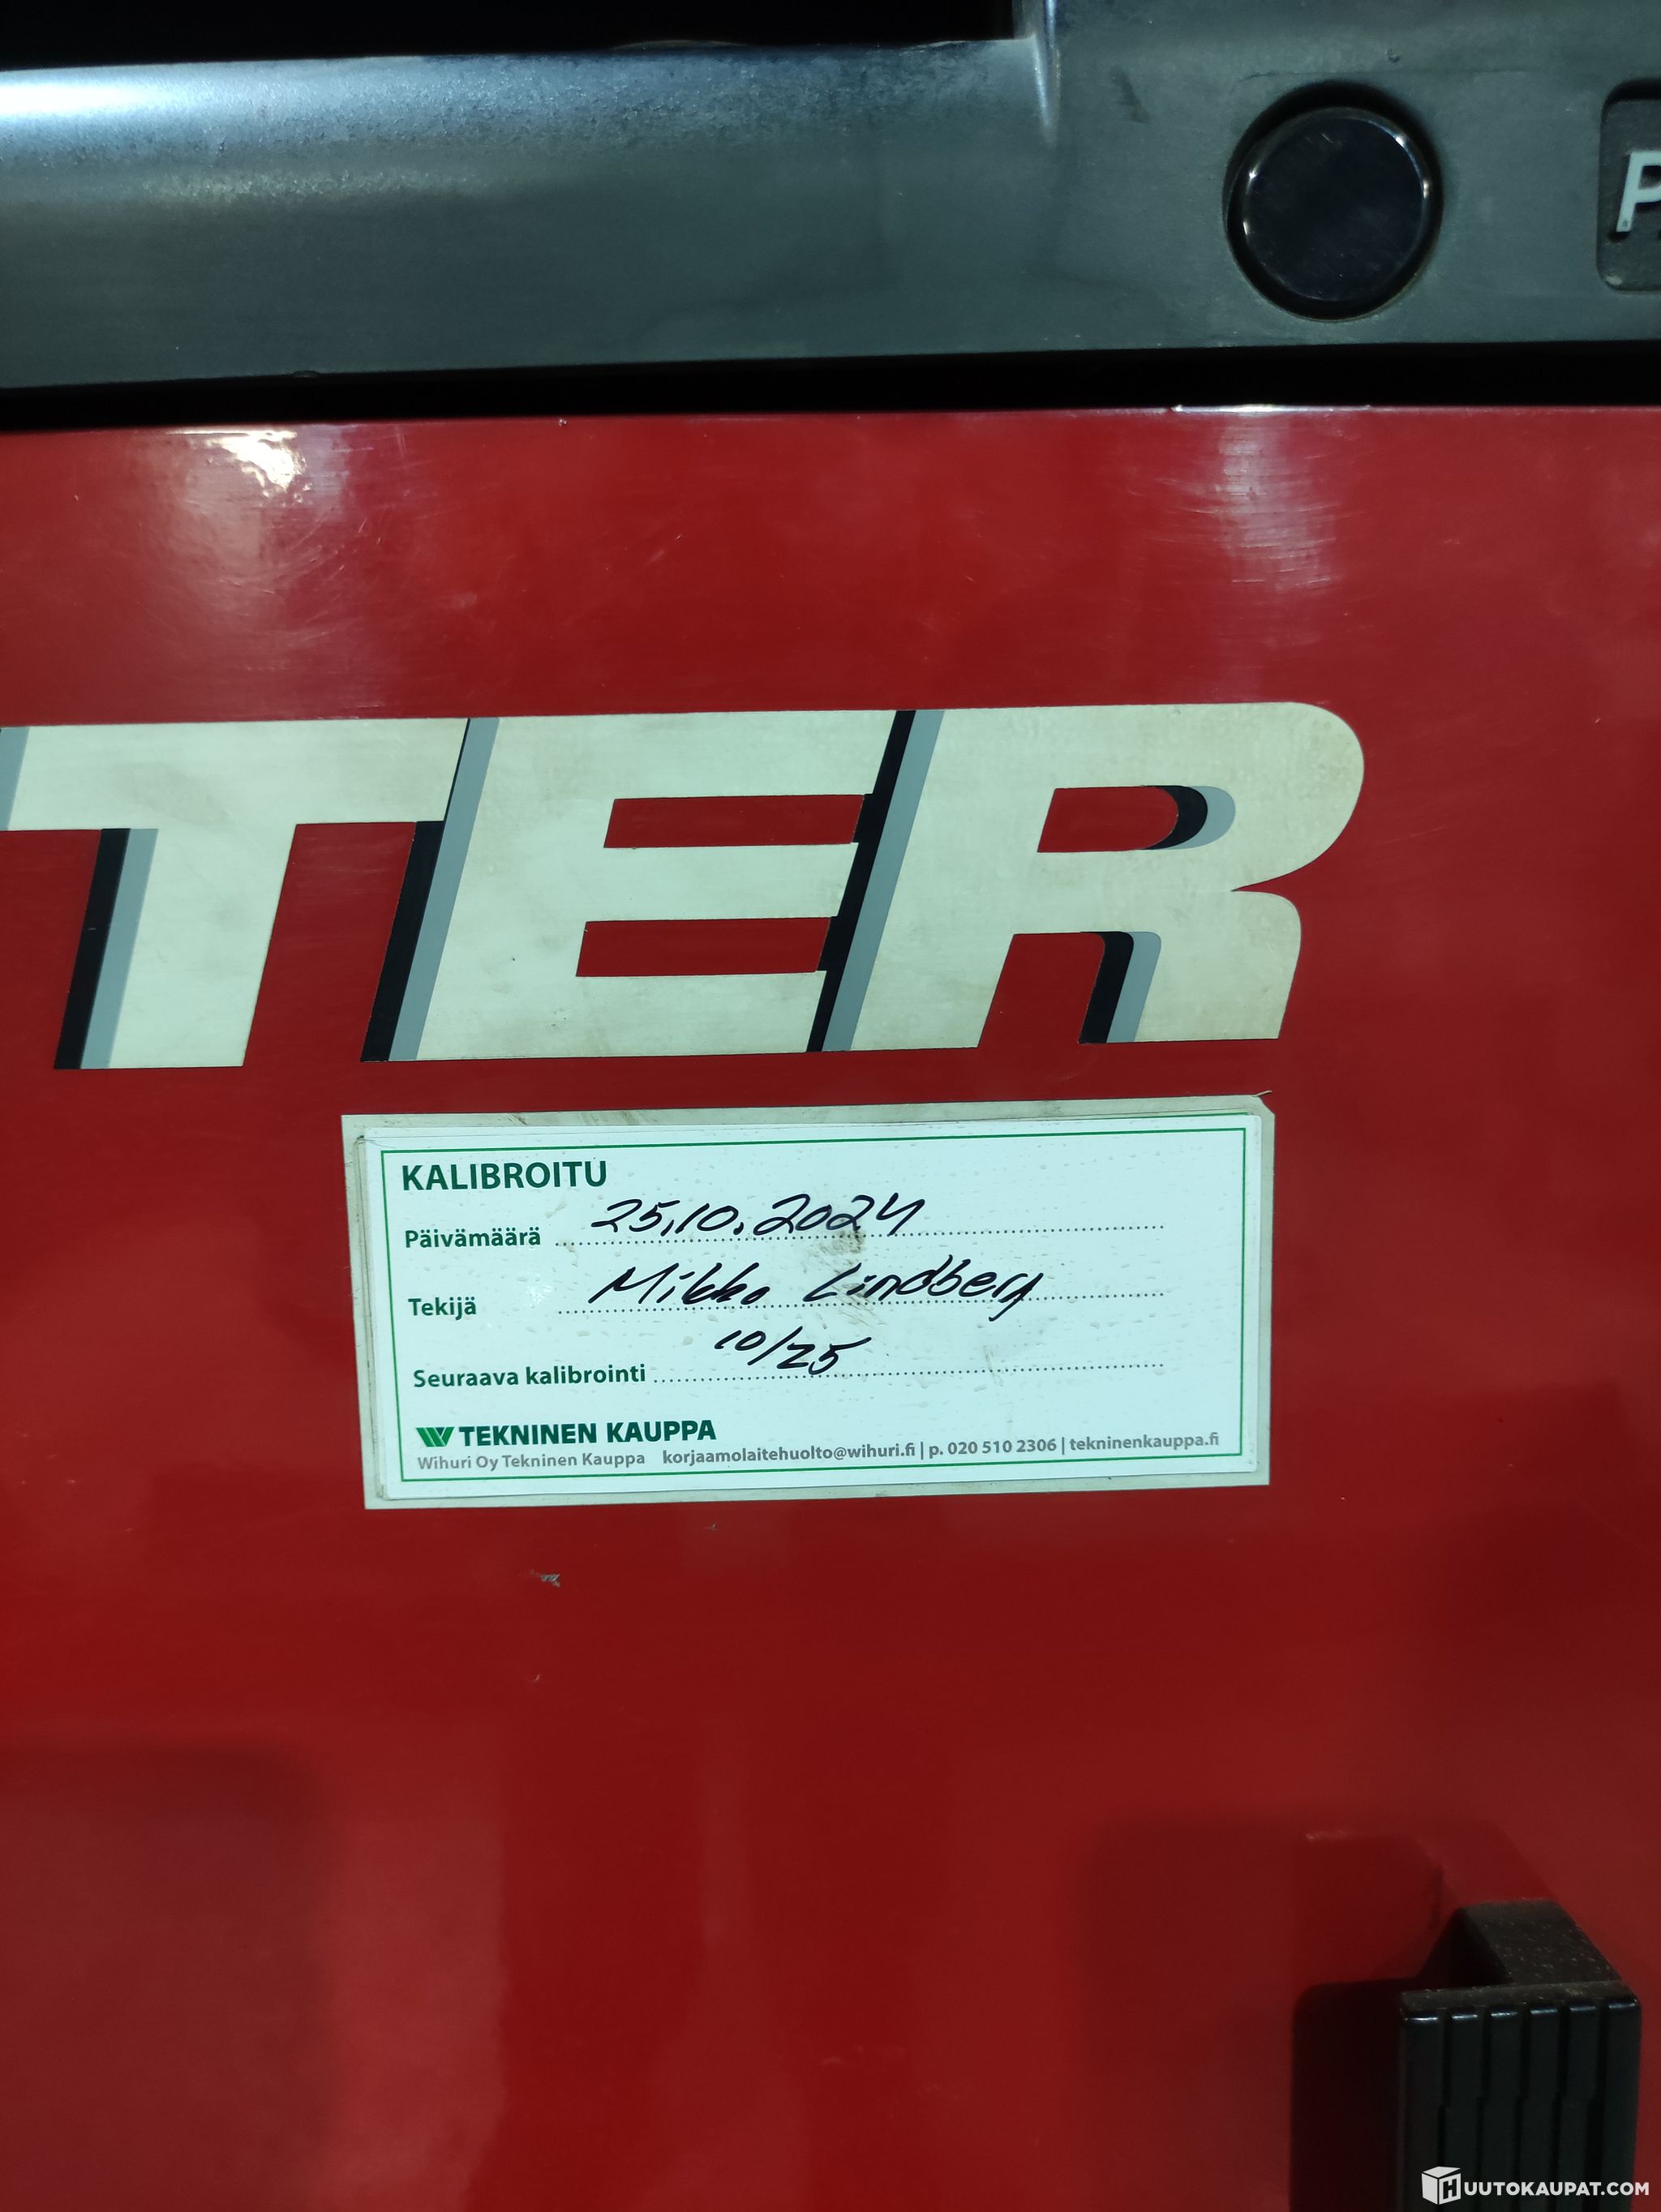 P
TER
KALIBROITU
Päivämäärä 25.10.2024
Tekijä Mikko Lindberg
Seuraava kalibrointi 10/25
TEKNINEN KAUPPA
Wihuri Oy Tekninen Kauppa korjaamolaitehuolto@wihuri.fi | p. 020 510 2306 | tekninenkauppa.fi
HUUTOKAUPAT.COM